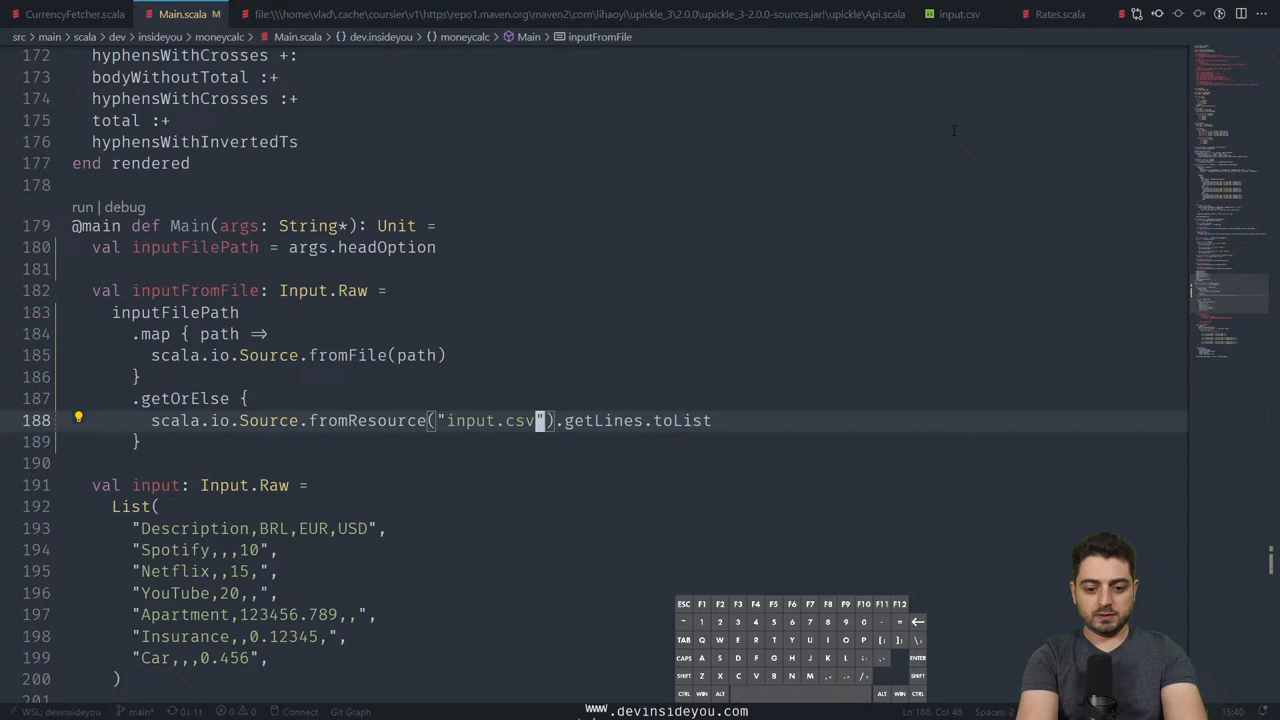 CurrencyFetcher.scala
Main.scala M
file:\\\home\vlad\.cache\coursier\v1\https\repo1.maven.org\maven2\com\lihaoyi\upickle_3\2.0.0\upickle_3-2.0.0-sources.jar!\upickle\Api.scala
input.csv
Rates.scala
src > main > scala > dev > insideyou > moneycalc > Main.scala > {} dev.insideyou > {} moneycalc > Main > inputFromFile
172 hyphensWithCrosses +:
173 bodyWithoutTotal :+
174 hyphensWithCrosses :+
175 total :+
176 hyphensWithInvertedTs
177 end rendered
178
run | debug
179 @main def Main(args: String*): Unit =
180 val inputFilePath = args.headOption
181
182 val inputFromFile: Input.Raw =
183 inputFilePath
184 .map { path ⇒
185 scala.io.Source.fromFile(path)
186 }
187 .getOrElse {
188 scala.io.Source.fromResource("input.csv").getLines.toList
189 }
190
191 val input: Input.Raw =
192 List(
193 "Description,BRL,EUR,USD",
194 "Spotify,,,10",
195 "Netflix,,15,",
196 "YouTube,20,,",
197 "Apartment,123456.789,,",
198 "Insurance,,0.12345,",
199 "Car,,,0.456",
200 )
201
ESC F1 F2 F3 F4 F5 F6 F7 F8 F9 F10 F11 F12
1 2 3 4 5 6 7 8 9 0 - = ←
TAB Q W E R T Y U I O P [ ] \
CAPS A S D F G H J K L ; ENTER
SHIFT Z X C V B N M , . / SHIFT
CTRL WIN ALT ALT WIN CTRL
www.devinsideyou.com
WSL: devinsideyou main* 0↓ 11↑ 0 0 Connect Git Graph
Ln 188, Col 48 Spaces: 2
15:40